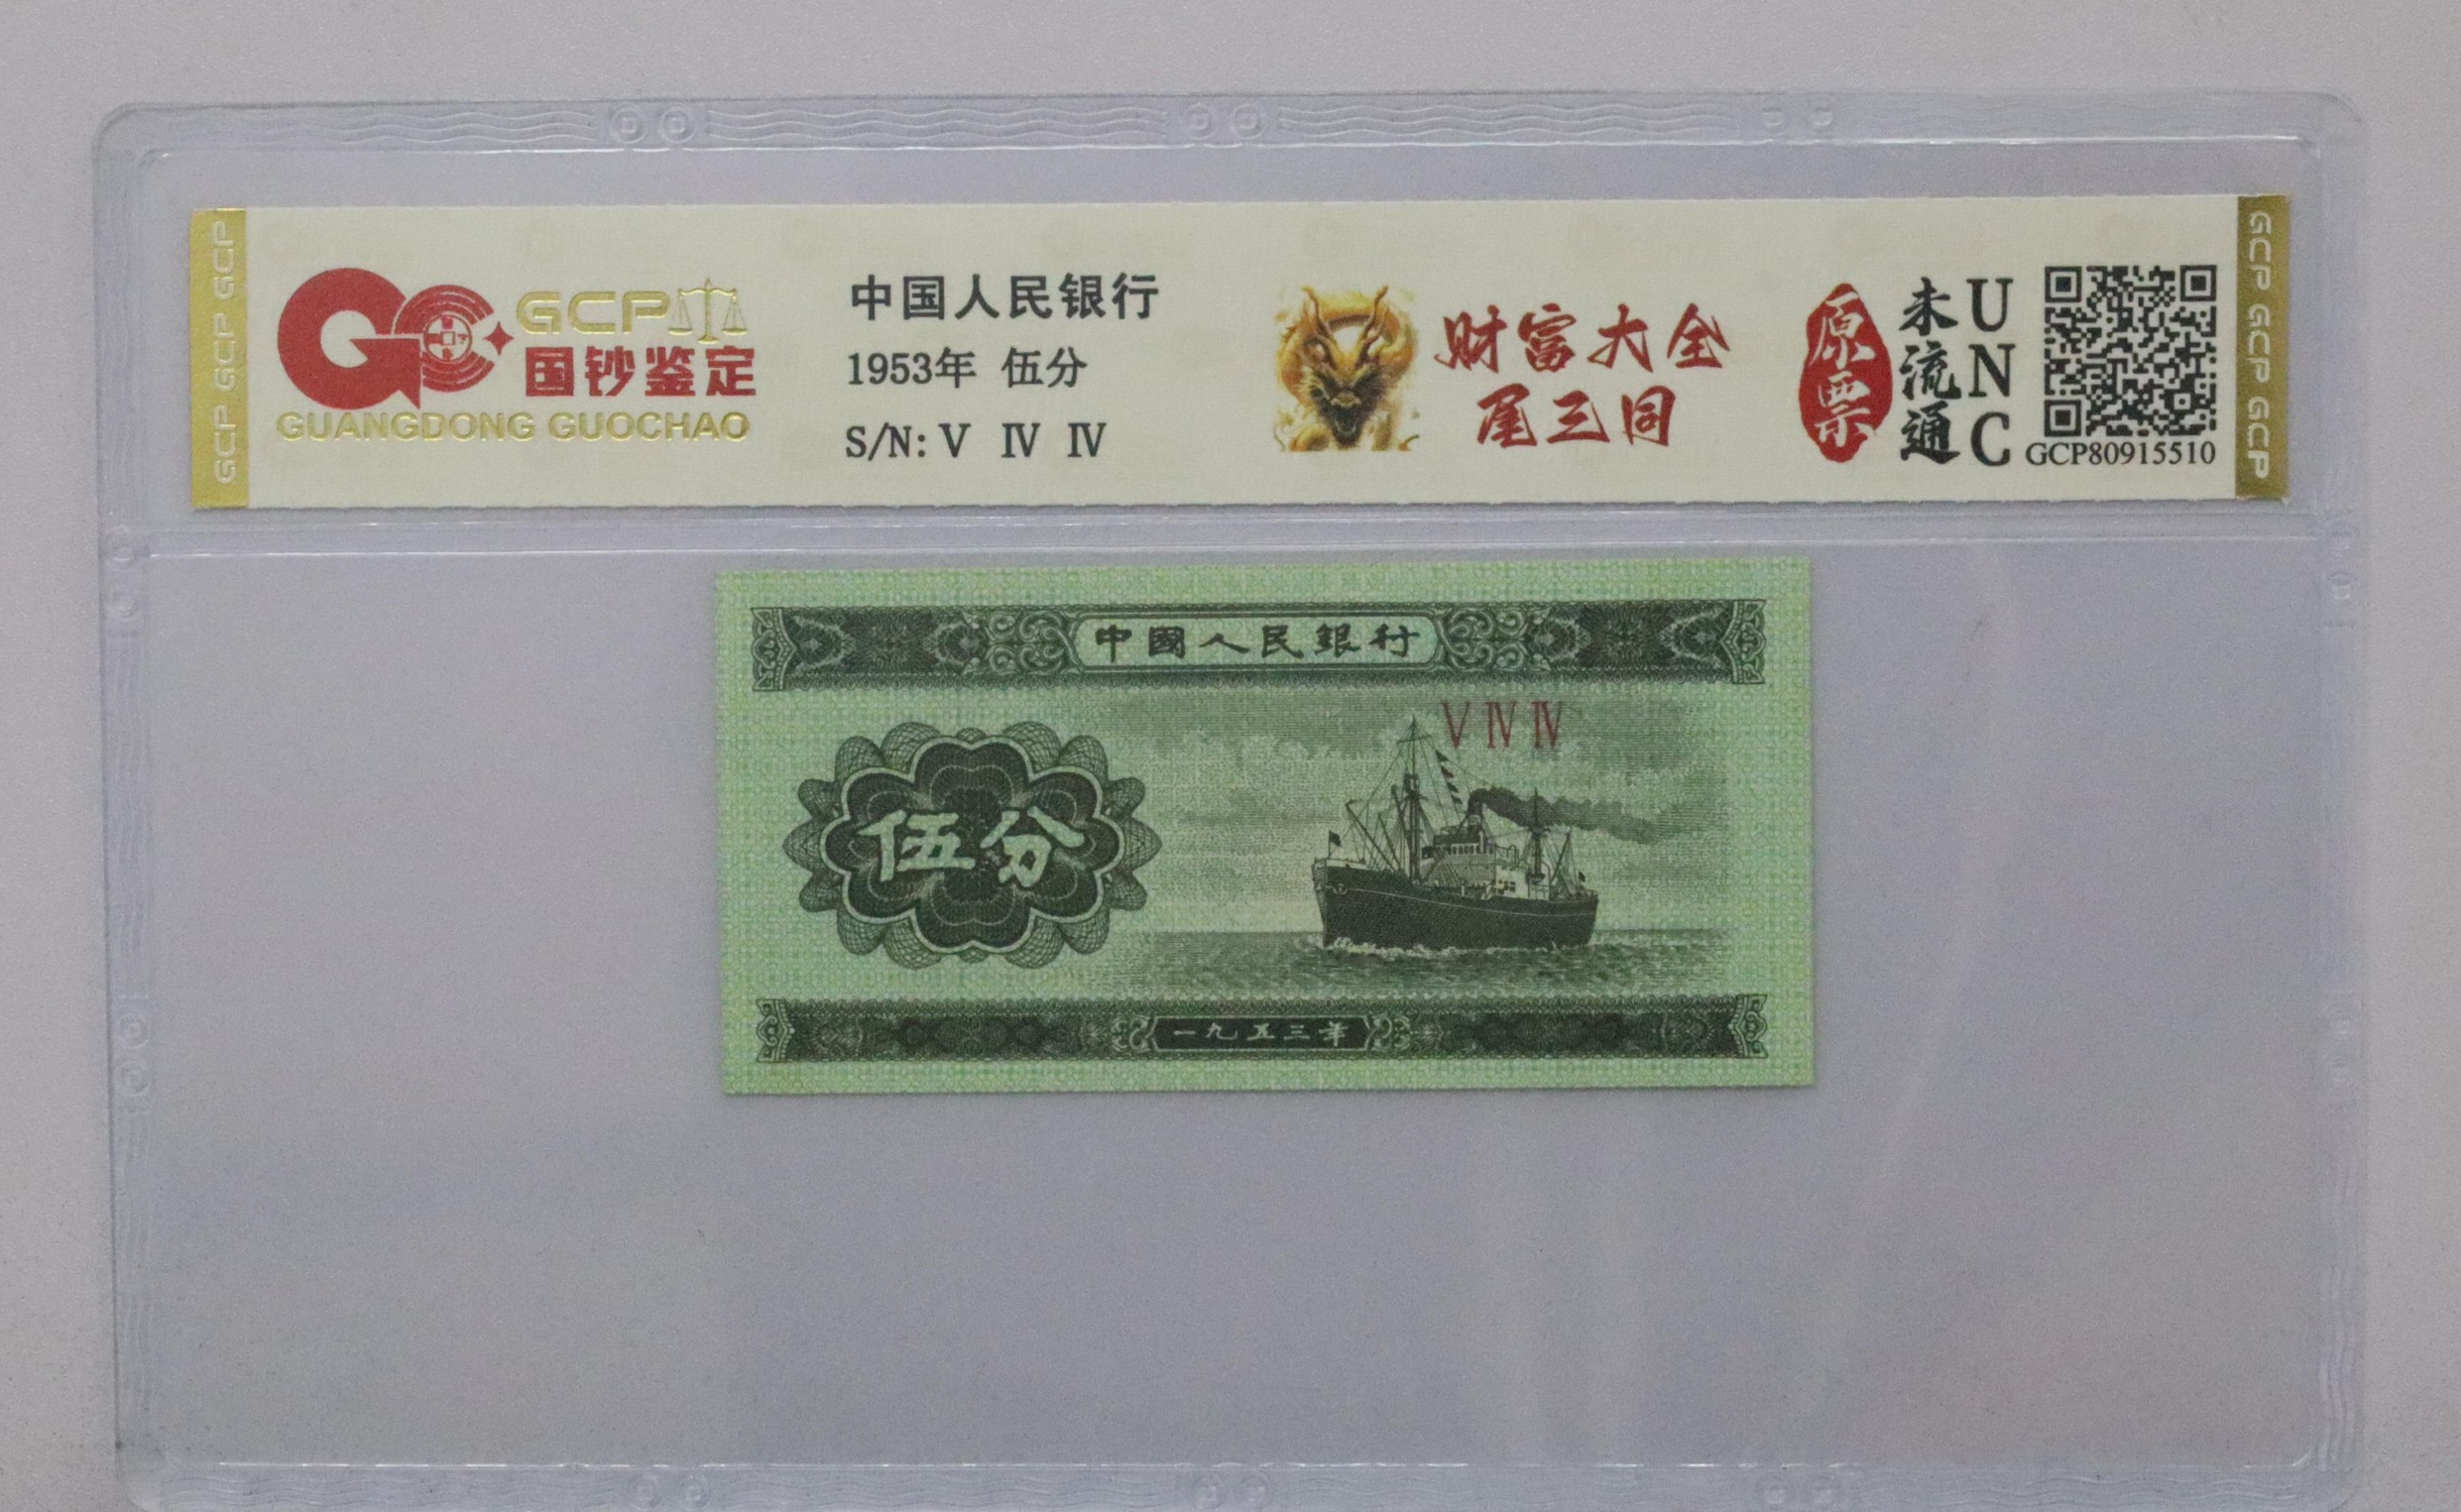 GCP GCP GCP
GCP
国钞鉴定
GUANGDONG GUOCHAO
中国人民银行
1953年 伍分
S/N: V IV IV
财富大全
尾三同
原票
未流通
UNC
GCP80915510
GCP GCP GCP
中國人民銀行
V IV IV
伍分
一九五三年